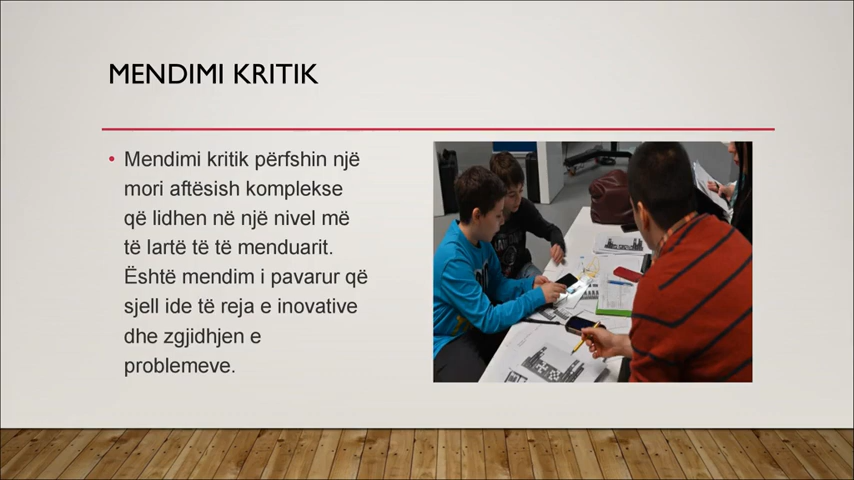 MENDIMI KRITIK
• Mendimi kritik përfshin një
mori aftësish komplekse
që lidhen në një nivel më
të lartë të të menduarit.
Është mendim i pavarur që
sjell ide të reja e inovative
dhe zgjidhjen e
problemeve.